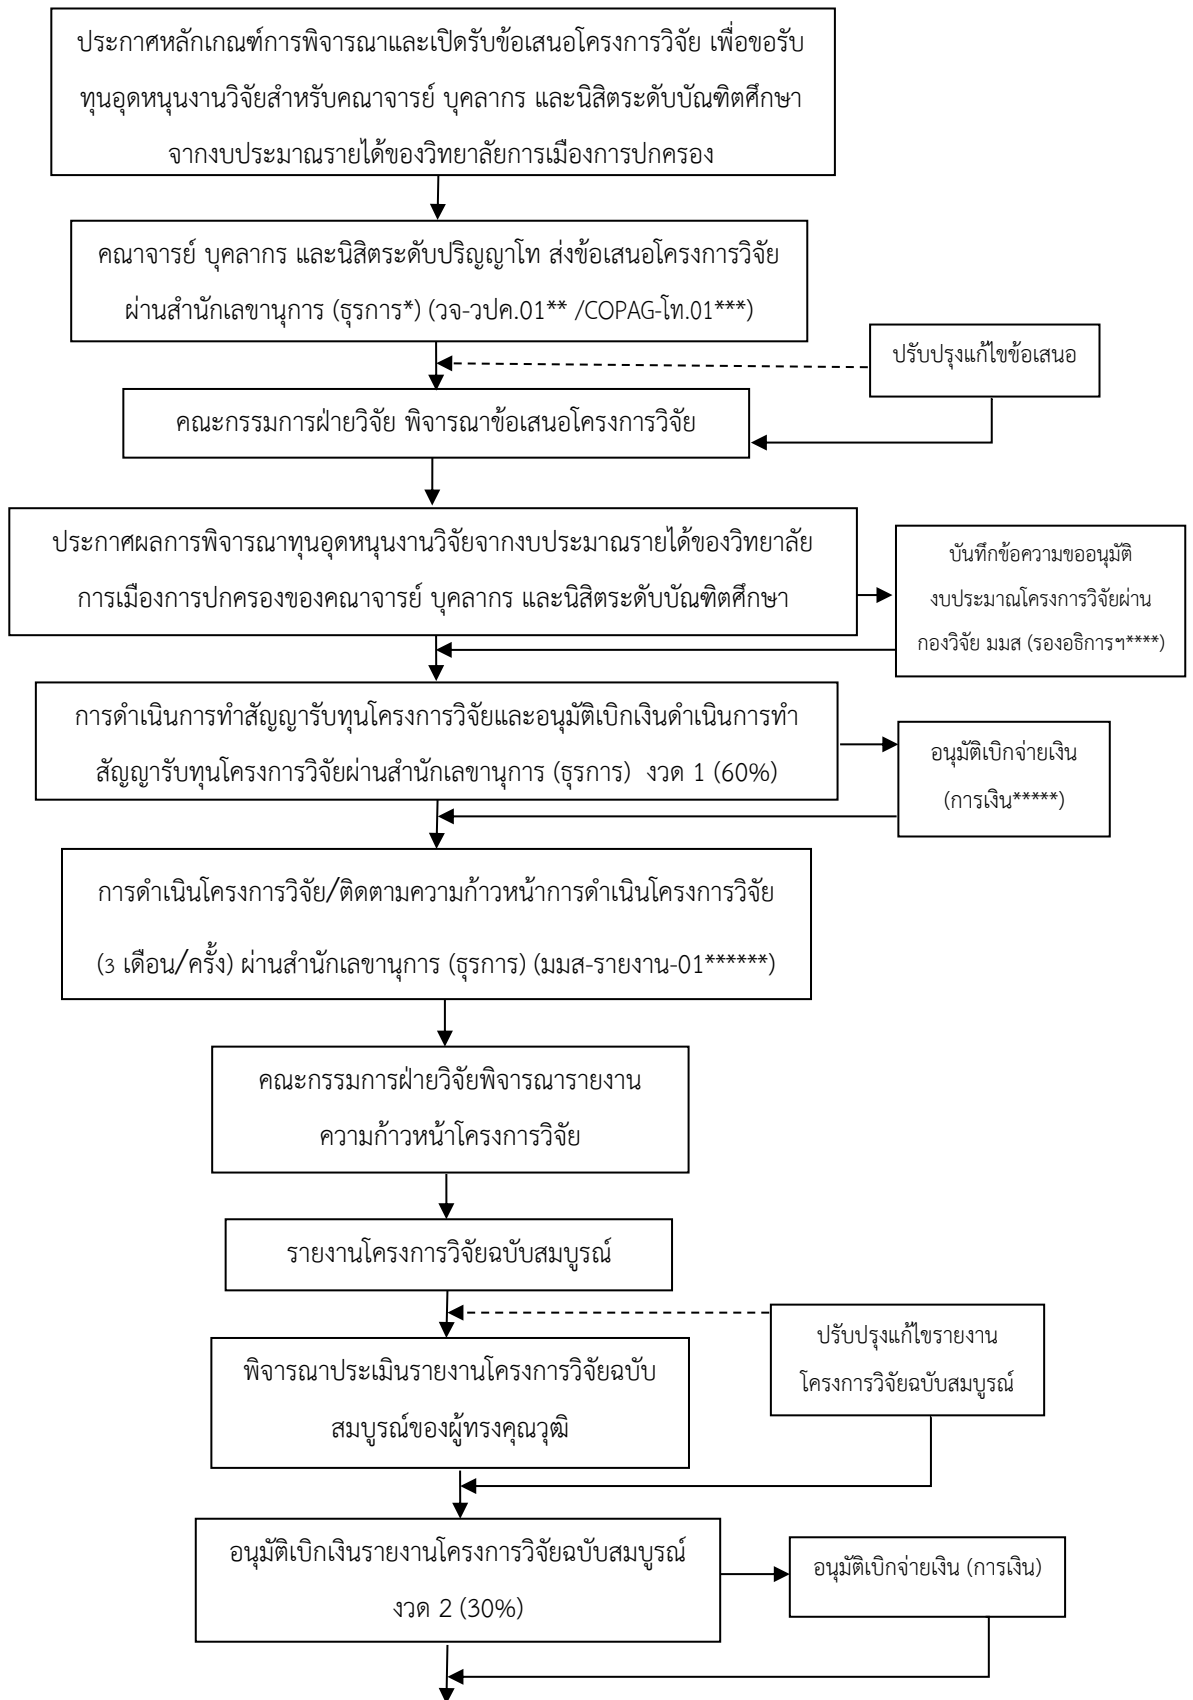 ประกาศหลักเกณฑ์การพิจารณาและเปิดรับข้อเสนอโครงการวิจัย เพื่อขอรับ
ทุนอุดหนุนงานวิจัยสำหรับคณาจารย์ บุคลากร และนิสิตระดับบัณฑิตศึกษา
จากงบประมาณรายได้ของวิทยาลัยการเมืองการปกครอง
คณาจารย์ บุคลากร และนิสิตระดับปริญญาโท ส่งข้อเสนอโครงการวิจัย
ผ่านสำนักเลขานุการ (ธุรการ*) (วจ-วปค.01** /COPAG-โท.01***)
ปรับปรุงแก้ไขข้อเสนอ
คณะกรรมการฝ่ายวิจัย พิจารณาข้อเสนอโครงการวิจัย
ประกาศผลการพิจารณาทุนอุดหนุนงานวิจัยจากงบประมาณรายได้ของวิทยาลัย
การเมืองการปกครองของคณาจารย์ บุคลากร และนิสิตระดับบัณฑิตศึกษา
บันทึกข้อความขออนุมัติ
งบประมาณโครงการวิจัยผ่าน
กองวิจัย มมส (รองอธิการฯ****)
การดำเนินการทำสัญญารับทุนโครงการวิจัยและอนุมัติเบิกเงินดำเนินการทำ
สัญญารับทุนโครงการวิจัยผ่านสำนักเลขานุการ (ธุรการ) งวด 1 (60%)
อนุมัติเบิกจ่ายเงิน
(การเงิน*****)
การดำเนินโครงการวิจัย/ติดตามความก้าวหน้าการดำเนินโครงการวิจัย
(3 เดือน/ครั้ง) ผ่านสำนักเลขานุการ (ธุรการ) (มมส-รายงาน-01******)
คณะกรรมการฝ่ายวิจัยพิจารณารายงาน
ความก้าวหน้าโครงการวิจัย
รายงานโครงการวิจัยฉบับสมบูรณ์
ปรับปรุงแก้ไขรายงาน
โครงการวิจัยฉบับสมบูรณ์
พิจารณาประเมินรายงานโครงการวิจัยฉบับ
สมบูรณ์ของผู้ทรงคุณวุฒิ
อนุมัติเบิกเงินรายงานโครงการวิจัยฉบับสมบูรณ์
งวด 2 (30%)
อนุมัติเบิกจ่ายเงิน (การเงิน)